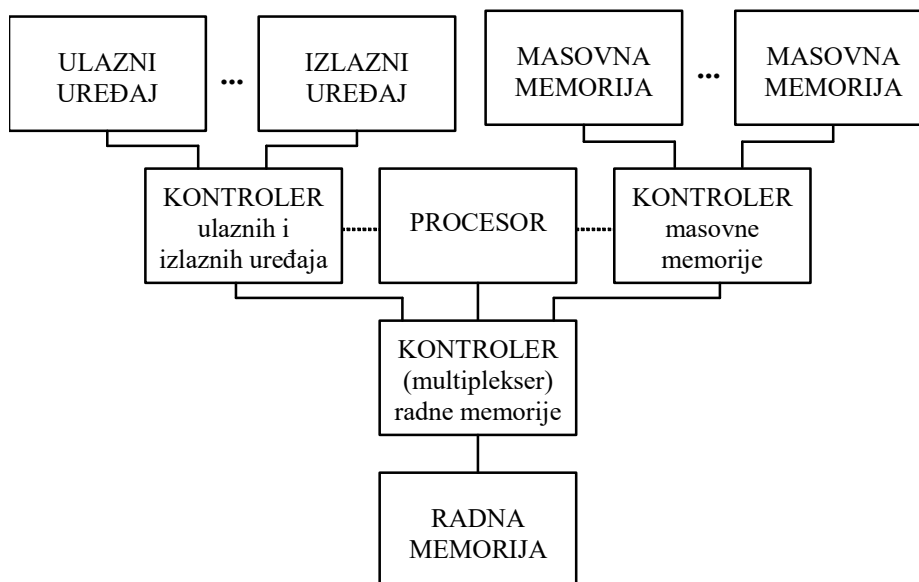 ULAZNI
UREĐAJ
...
IZLAZNI
UREĐAJ
MASOVNA
MEMORIJA
...
MASOVNA
MEMORIJA
KONTROLER
ulaznih i
izlaznih uređaja
PROCESOR
KONTROLER
masovne
memorije
KONTROLER
(multiplekser)
radne memorije
RADNA
MEMORIJA